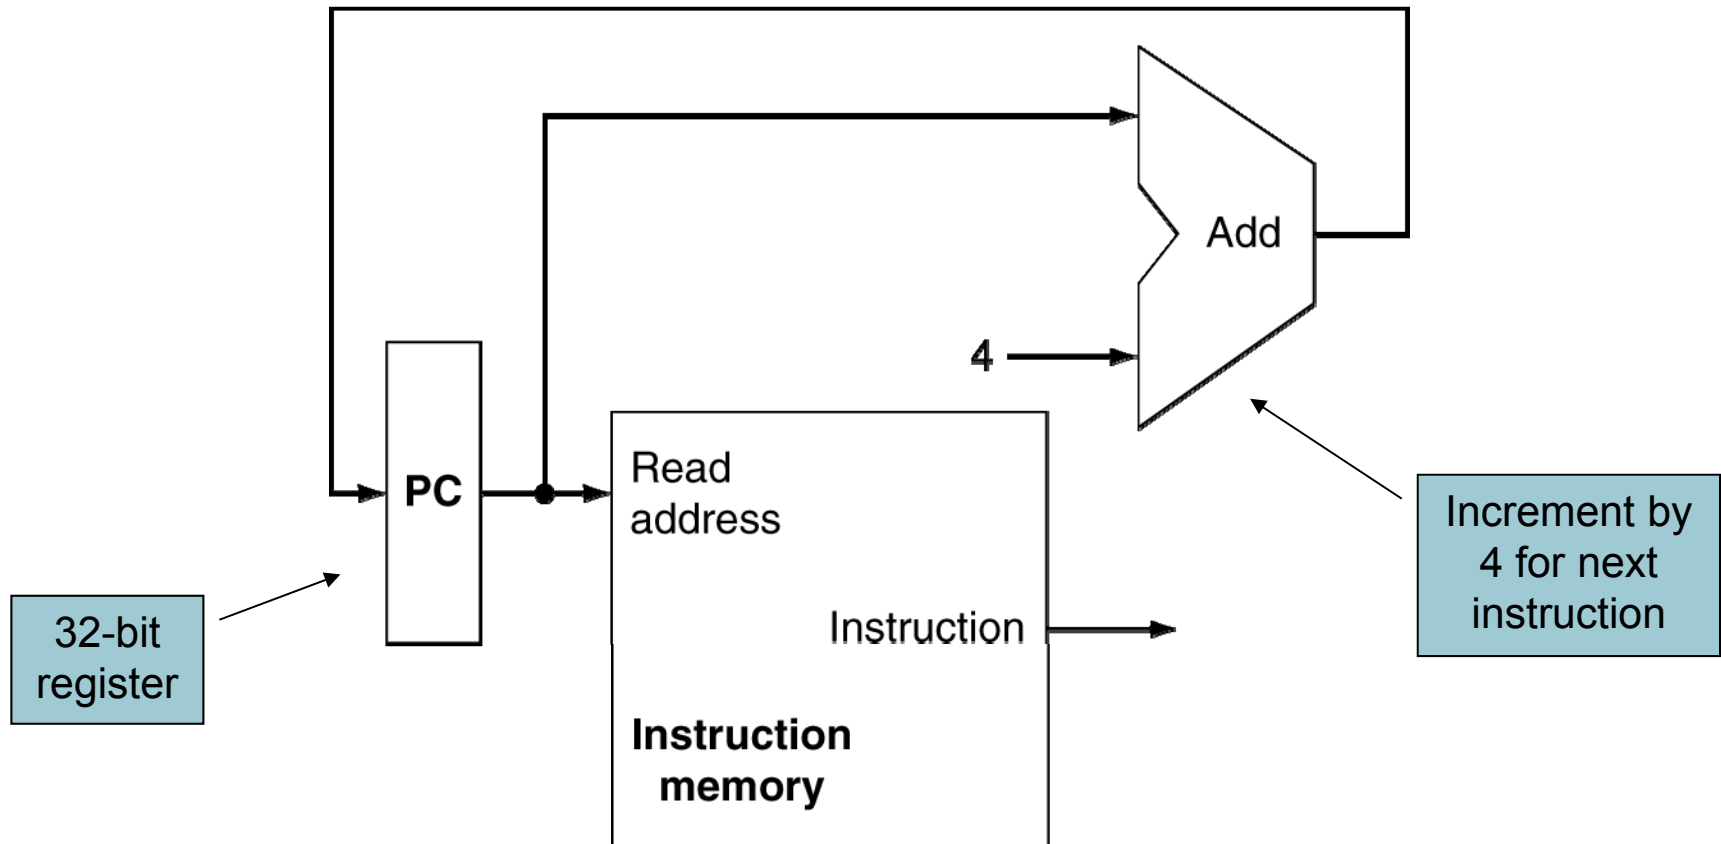 Add
4
PC
Read
address
Increment by
4 for next
instruction
32-bit
register
Instruction
Instruction
memory